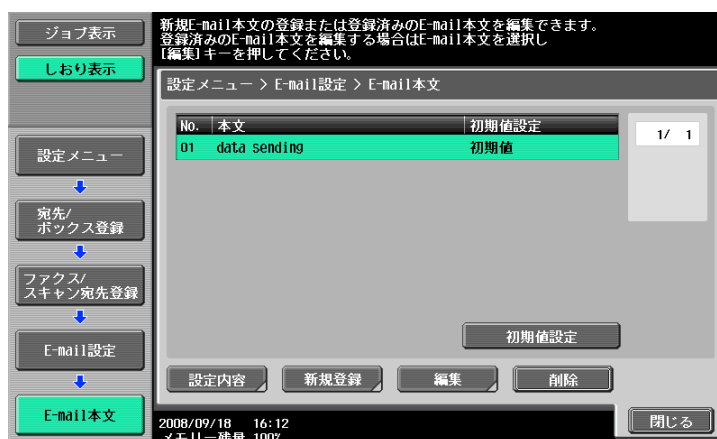 ジョブ表示
しおり表示
設定メニュー
宛先/
ボックス登録
ファクス/
スキャン宛先登録
E-mail設定
E-mail本文
新規E-mail本文の登録または登録済みのE-mail本文を編集できます。
登録済みのE-mail本文を編集する場合はE-mail本文を選択し
[編集]キーを押してください。
設定メニュー > E-mail設定 > E-mail本文
No. 本文 初期値設定
01 data sending 初期値
1/ 1
初期値設定
設定内容 新規登録 編集 削除
2008/09/18 16:12
メモリー残量 100%
閉じる